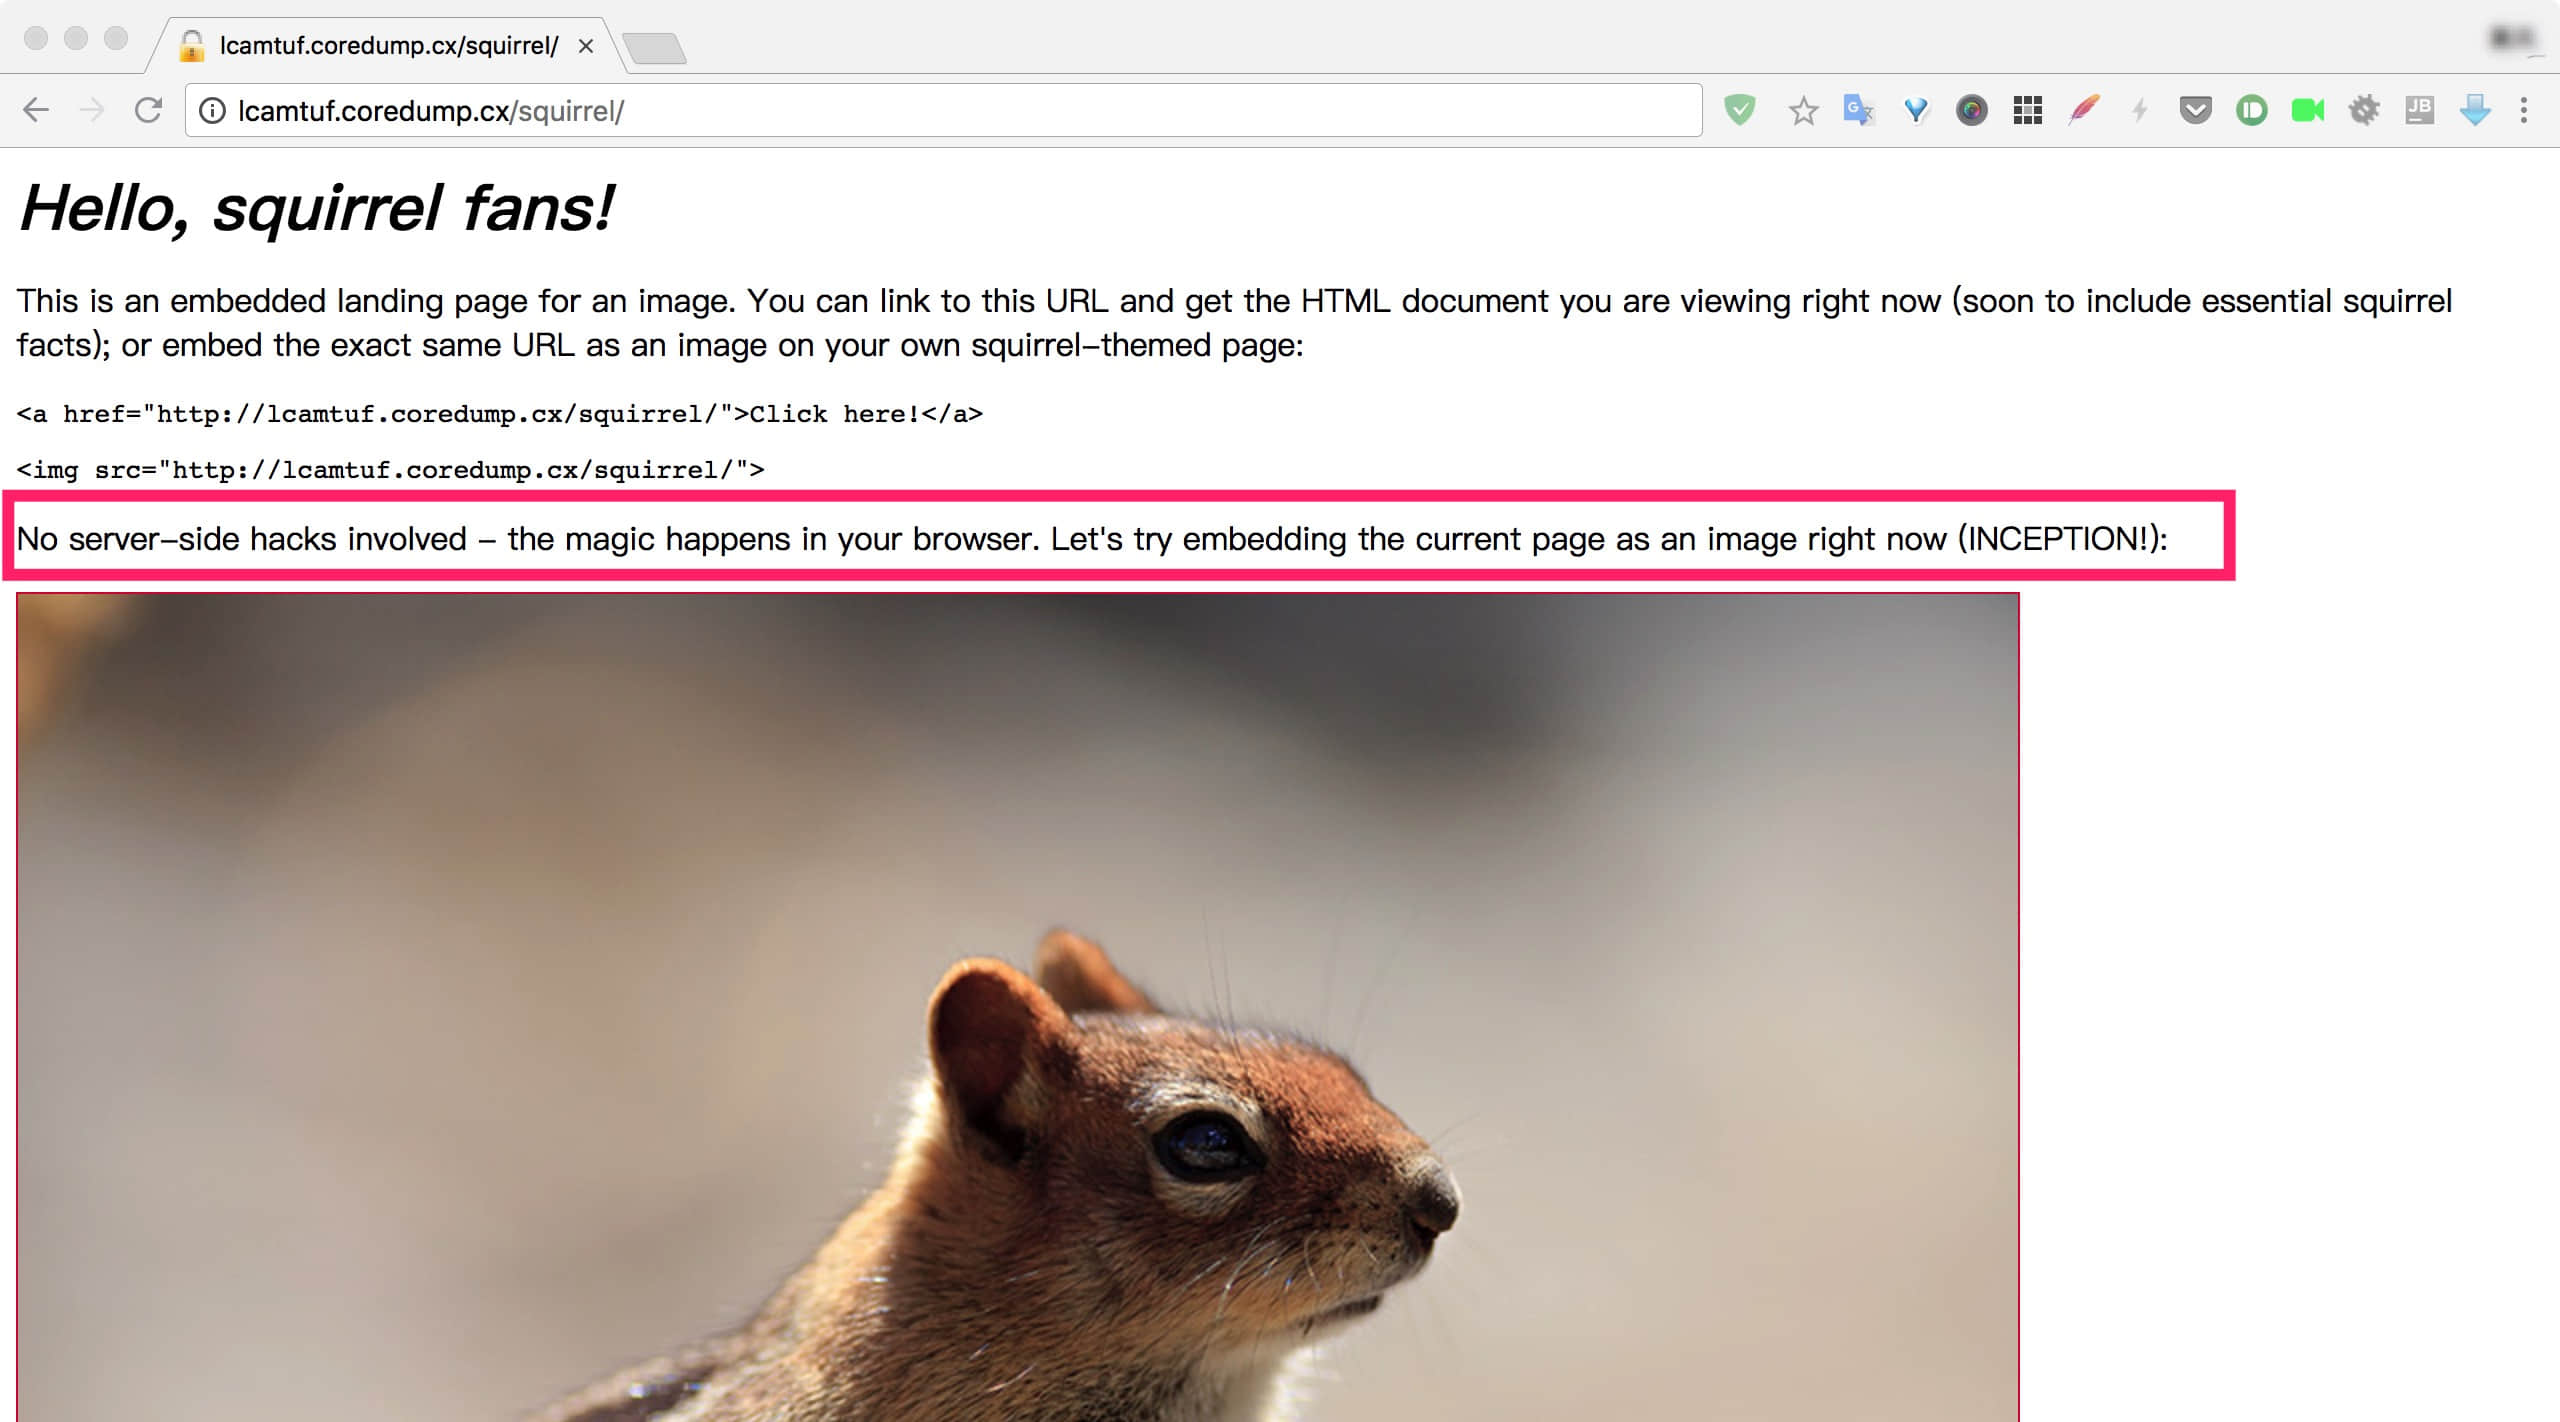 lcamtuf.coredump.cx/squirrel/
lcamtuf.coredump.cx/squirrel/
Hello, squirrel fans!
This is an embedded landing page for an image. You can link to this URL and get the HTML document you are viewing right now (soon to include essential squirrel
facts); or embed the exact same URL as an image on your own squirrel-themed page:
<a href="http://lcamtuf.coredump.cx/squirrel/">Click here!</a>
<img src="http://lcamtuf.coredump.cx/squirrel/">
No server-side hacks involved - the magic happens in your browser. Let's try embedding the current page as an image right now (INCEPTION!):